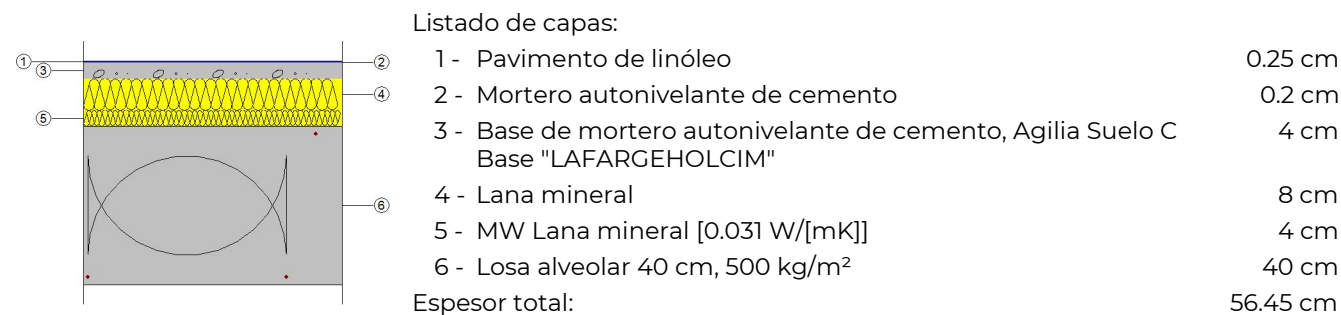 Listado de capas:
1 - Pavimento de linóleo 0.25 cm
2 - Mortero autonivelante de cemento 0.2 cm
3 - Base de mortero autonivelante de cemento, Agilia Suelo C 4 cm
Base "LAFARGEHOLCIM"
4 - Lana mineral 8 cm
5 - MW Lana mineral [0.031 W/[mK]] 4 cm
6 - Losa alveolar 40 cm, 500 kg/m² 40 cm
Espesor total: 56.45 cm
1
2
3
4
5
6